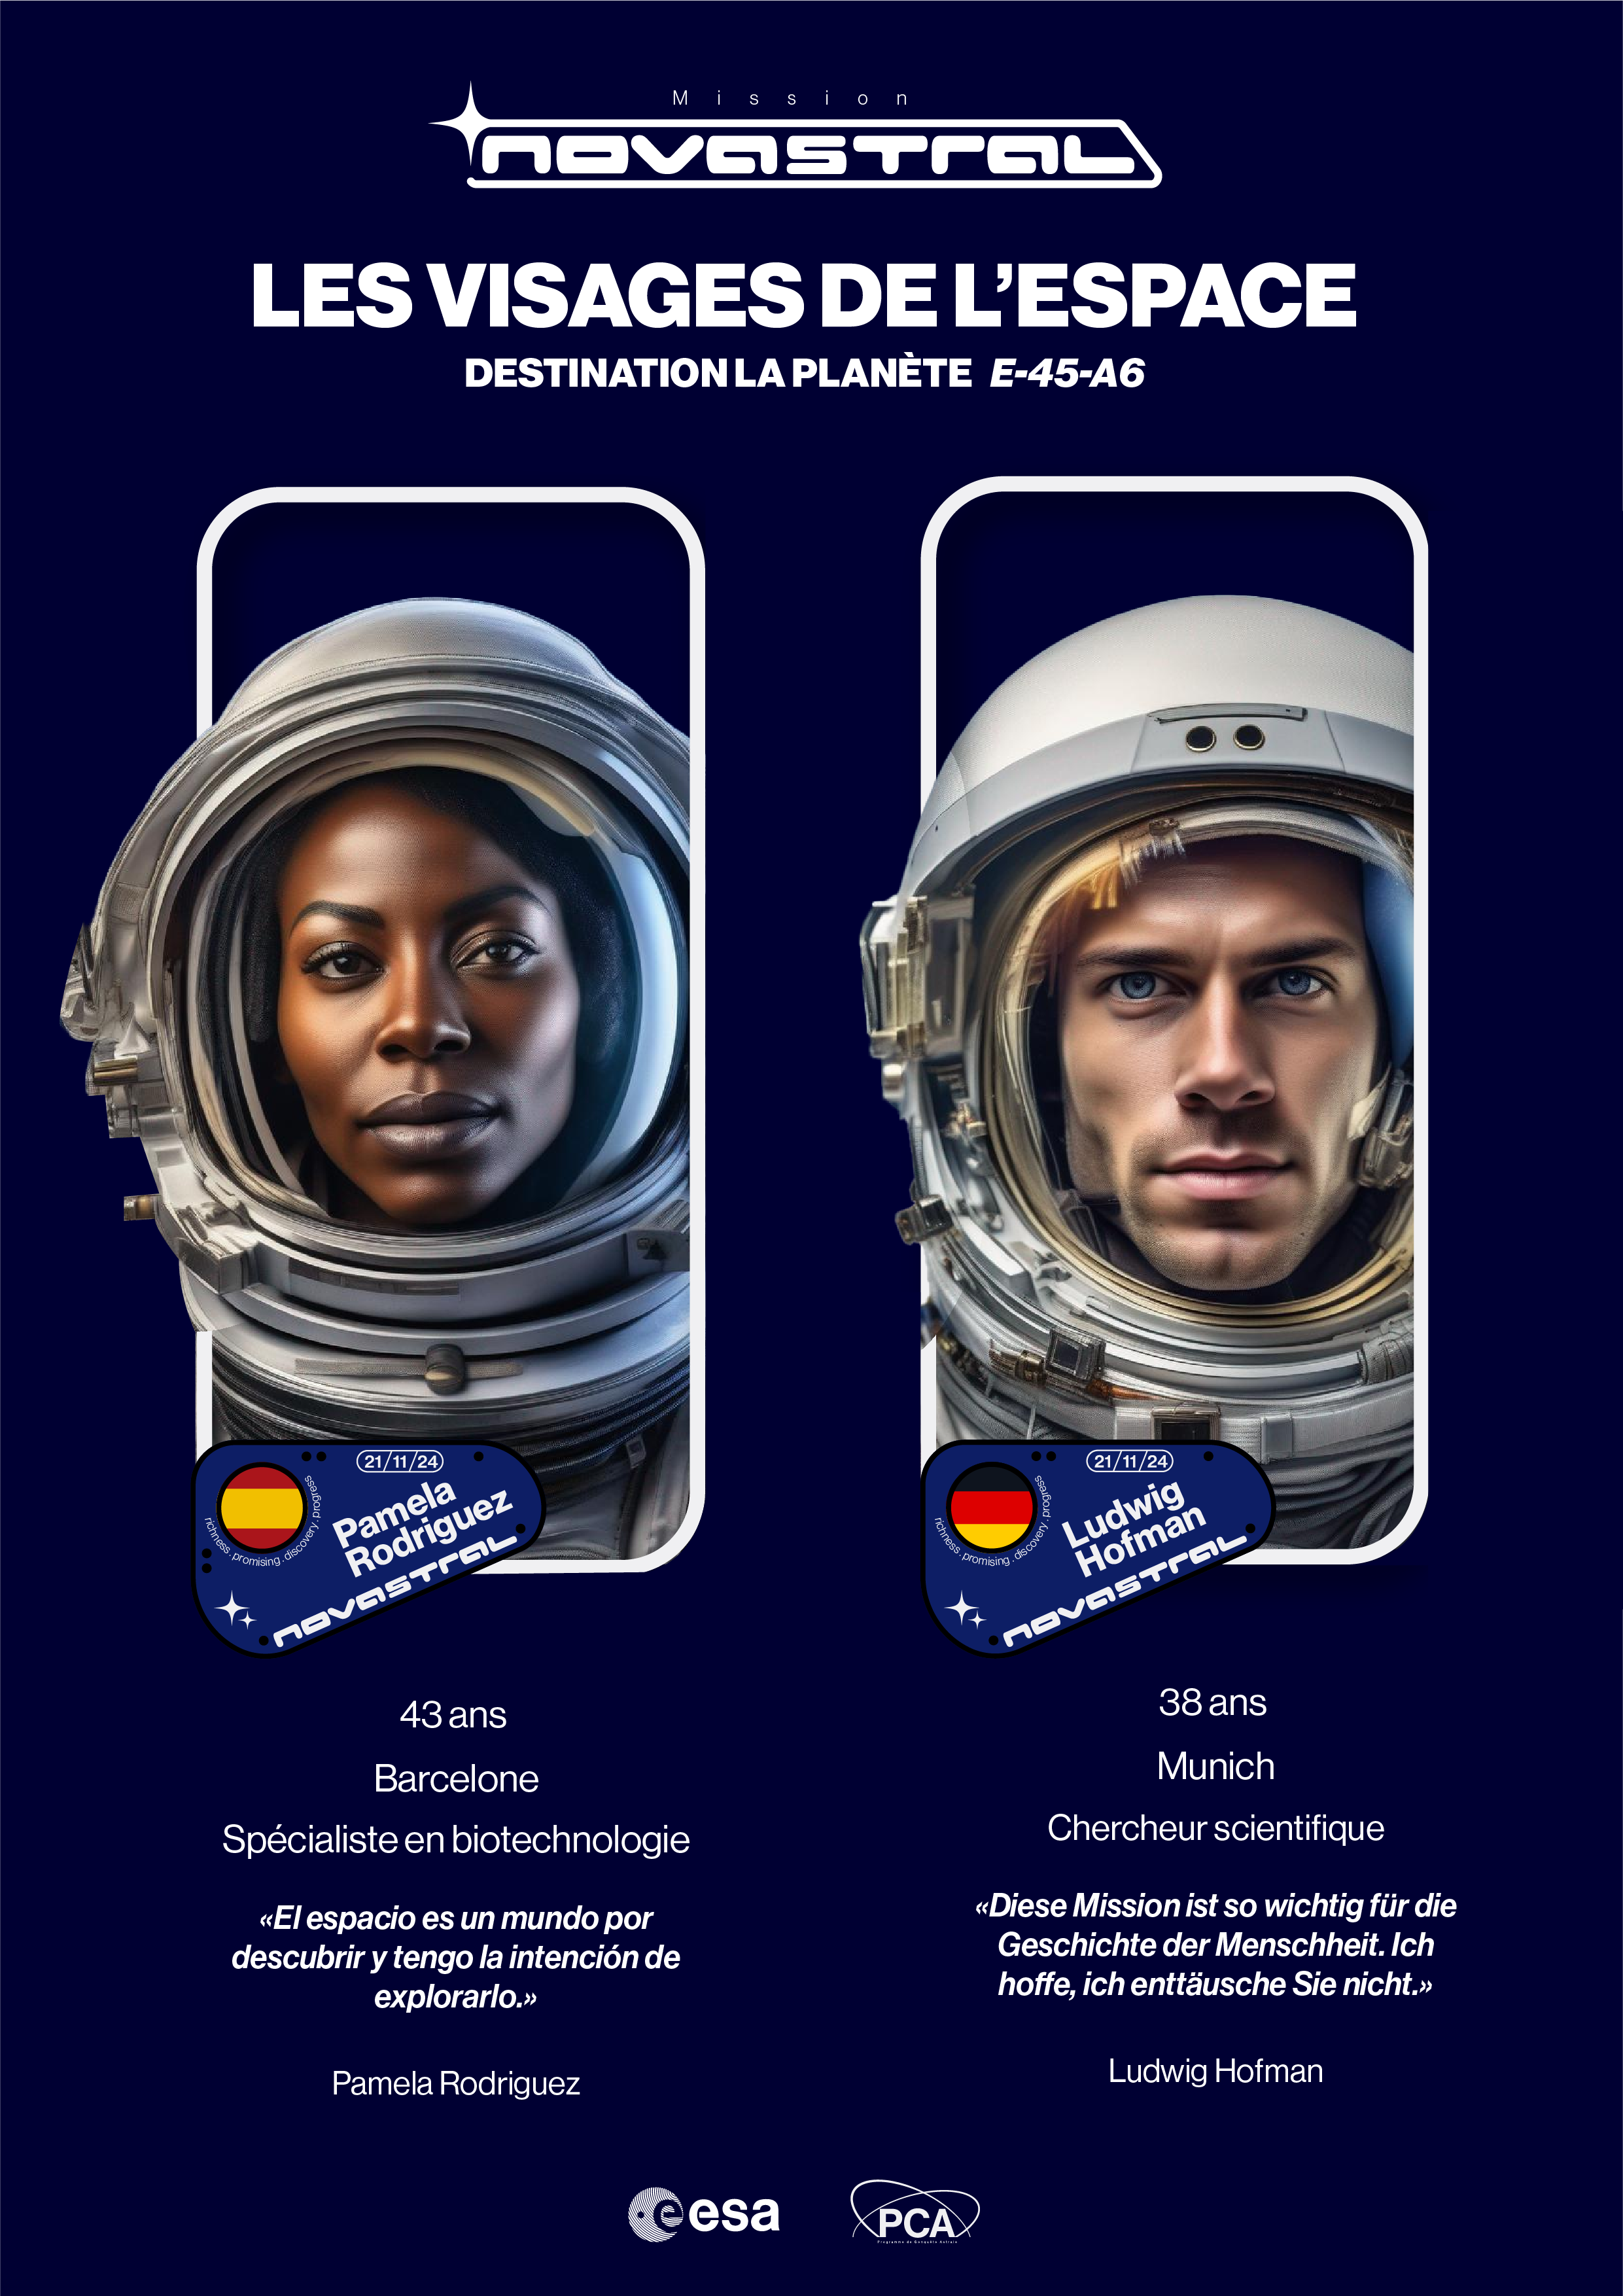 Mission
novastral
LES VISAGES DE L’ESPACE
DESTINATION LA PLANÈTE E-45-A6
21/11/24
richness . promising . discovery . progress
Pamela
Rodriguez
novastral
21/11/24
richness . promising . discovery . progress
Ludwig
Hofman
novastral
43 ans
Barcelone
Spécialiste en biotechnologie
«El espacio es un mundo por
descubrir y tengo la intención de
explorarlo.»
Pamela Rodriguez
38 ans
Munich
Chercheur scientifique
«Diese Mission ist so wichtig für die
Geschichte der Menschheit. Ich
hoffe, ich enttäusche Sie nicht.»
Ludwig Hofman
esa
PCA
Programme de Conquête Astrale